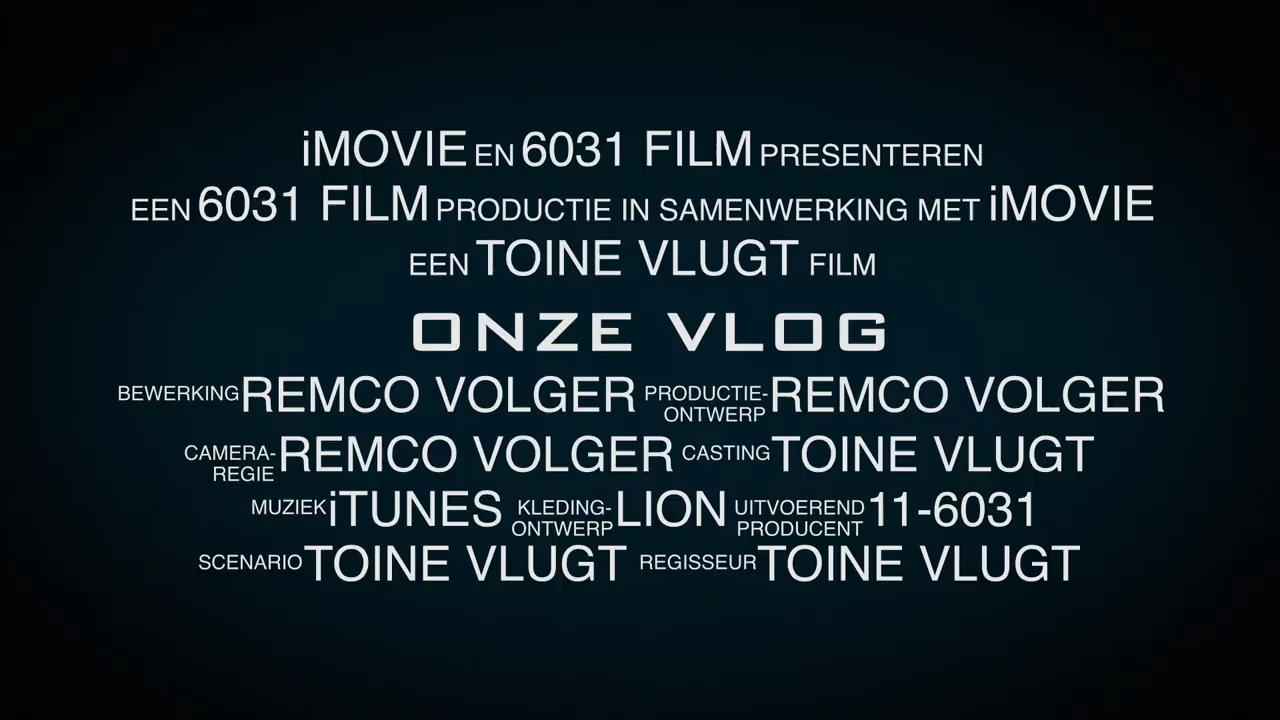 iMOVIE EN 6031 FILM PRESENTEREN
EEN 6031 FILM PRODUCTIE IN SAMENWERKING MET iMOVIE
EEN TOINE VLUGT FILM
ONZE VLOG
BEWERKING REMCO VOLGER PRODUCTIE-ONTWERP REMCO VOLGER
CAMERA-REGIE REMCO VOLGER CASTING TOINE VLUGT
MUZIEK iTUNES KLEDING-ONTWERP LION UITVOEREND PRODUCENT 11-6031
SCENARIO TOINE VLUGT REGISSEUR TOINE VLUGT